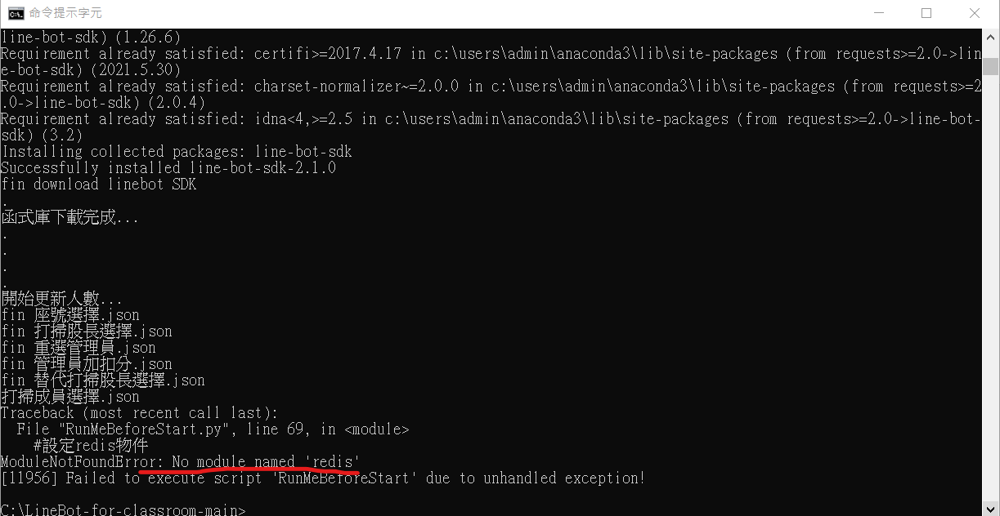 命令提示字元
line-bot-sdk) (1.26.6)
Requirement already satisfied: certifi>=2017.4.17 in c:\users\admin\anaconda3\lib\site-packages (from requests>=2.0->lin
e-bot-sdk) (2021.5.30)
Requirement already satisfied: charset-normalizer~=2.0.0 in c:\users\admin\anaconda3\lib\site-packages (from requests>=2
.0->line-bot-sdk) (2.0.4)
Requirement already satisfied: idna<4,>=2.5 in c:\users\admin\anaconda3\lib\site-packages (from requests>=2.0->line-bot-
sdk) (3.2)
Installing collected packages: line-bot-sdk
Successfully installed line-bot-sdk-2.1.0
fin download linebot SDK
.
函式庫下載完成...
.
.
.
.
開始更新人數...
fin 座號選擇.json
fin 打掃股長選擇.json
fin 重選管理員.json
fin 管理員加扣分.json
fin 替代打掃股長選擇.json
打掃成員選擇.json
Traceback (most recent call last):
  File "RunMeBeforeStart.py", line 69, in <module>
    #設定redis物件
ModuleNotFoundError: No module named 'redis'
[11956] Failed to execute script 'RunMeBeforeStart' due to unhandled exception!
C:\LineBot-for-classroom-main>